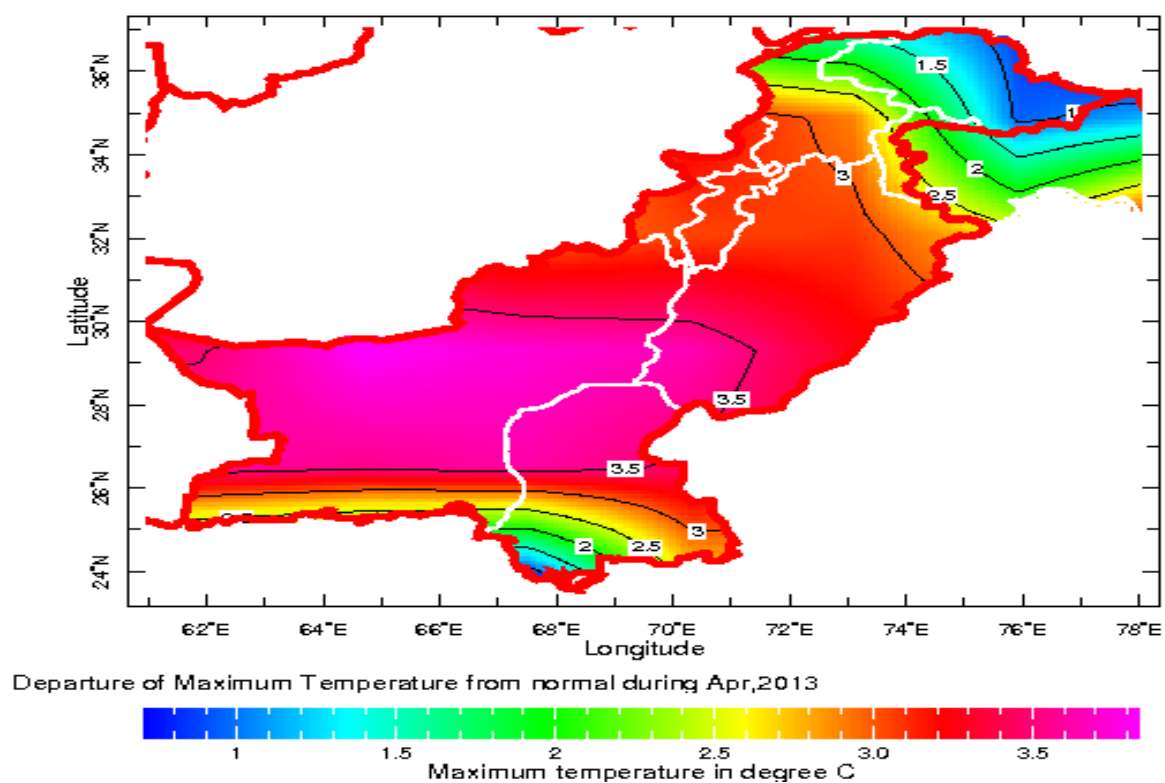 36°N
34°N
32°N
30°N
28°N
26°N
24°N
Latitude
1.5
1
2
2.5
3
3.5
3.5
3
2.5
2
62°E 64°E 66°E 68°E 70°E 72°E 74°E 76°E 78°E
Longitude
Departure of Maximum Temperature from normal during Apr,2013
1 1.5 2 2.5 3.0 3.5
Maximum temperature in degree C